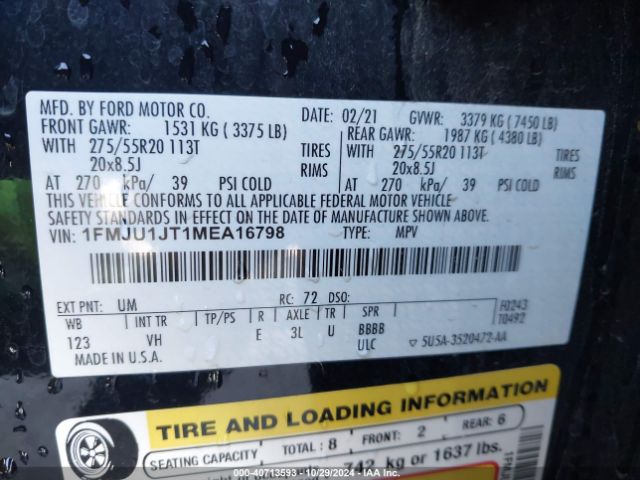 MFD. BY FORD MOTOR CO.
DATE: 02/21 GVWR: 3379 KG ( 7450 LB)
FRONT GAWR: 1531 KG ( 3375 LB)
REAR GAWR: 1987 KG ( 4380 LB)
WITH 275/55R20 113T TIRES
WITH 275/55R20 113T TIRES
20x8.5J RIMS
20x8.5J RIMS
AT 270 kPa/ 39 PSI COLD
AT 270 kPa/ 39 PSI COLD
THIS VEHICLE CONFORMS TO ALL APPLICABLE FEDERAL MOTOR VEHICLE
SAFETY STANDARDS IN EFFECT ON THE DATE OF MANUFACTURE SHOWN ABOVE.
VIN: 1FMJU1JT1MEA16798 TYPE: MPV
EXT PNT: UM RC: 72 DSO:
F0243
T0492
WB INT TR TP/PS R AXLE TR SPR
123 VH E 3L U BBBB
ULC
5U5A-3520472-AA
MADE IN U.S.A.
TIRE AND LOADING INFORMATION
SEATING CAPACITY TOTAL : 8 FRONT: 2 REAR: 6
742 kg or 1637 lbs.
00 - 40713593 - 10/29/2024 - IAAI